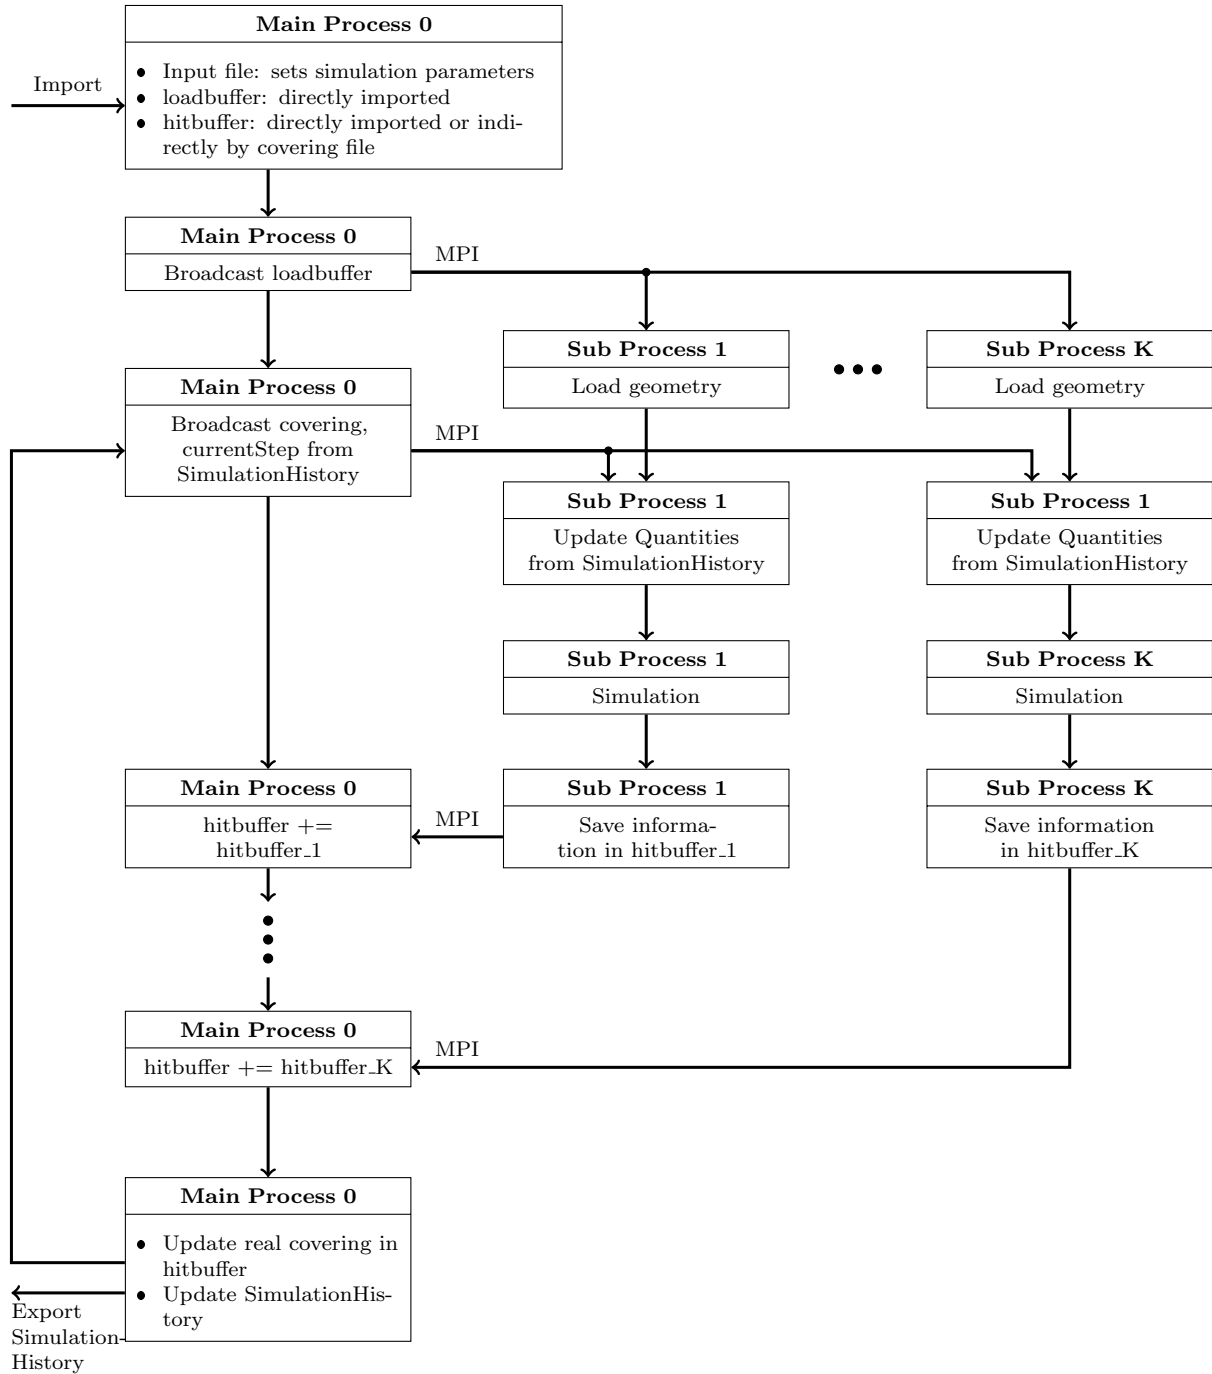 Main Process 0
Import
• Input file: sets simulation parameters
• loadbuffer: directly imported
• hitbuffer: directly imported or indi-
rectly by covering file
Main Process 0
Broadcast loadbuffer
MPI
Sub Process 1
Load geometry
Sub Process K
Load geometry
Main Process 0
Broadcast covering,
currentStep from
SimulationHistory
MPI
Sub Process 1
Update Quantities
from SimulationHistory
Sub Process 1
Update Quantities
from SimulationHistory
Sub Process 1
Simulation
Sub Process K
Simulation
Main Process 0
hitbuffer +=
hitbuffer_1
MPI
Sub Process 1
Save informa-
tion in hitbuffer_1
Sub Process K
Save information
in hitbuffer_K
Main Process 0
hitbuffer += hitbuffer_K
MPI
Main Process 0
• Update real covering in
hitbuffer
• Update SimulationHis-
tory
Export
Simulation-
History